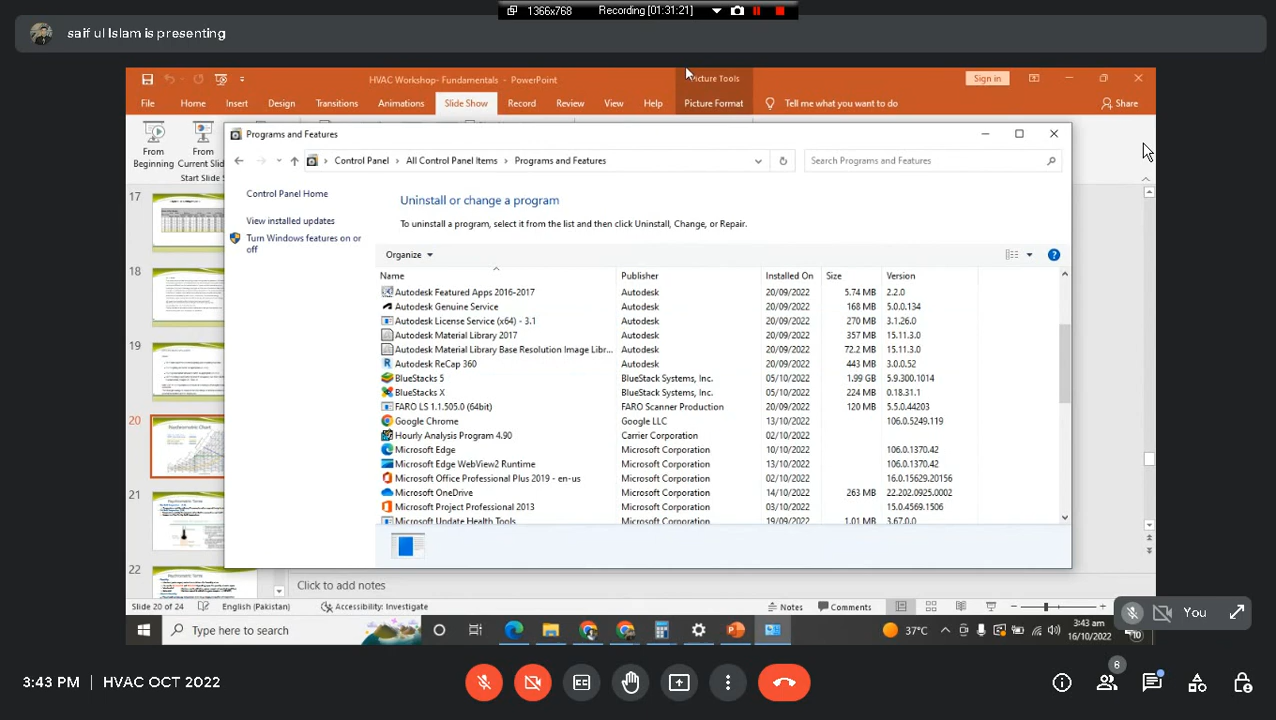 1366x768 Recording [01:31:21]
saif ul Islam is presenting
HVAC Workshop- Fundamentals - PowerPoint
Picture Tools
Sign in
File Home Insert Design Transitions Animations Slide Show Record Review View Help Picture Format Tell me what you want to do Share
From Beginning
From Current Slide
Start Slide S
Programs and Features
Control Panel > All Control Panel Items > Programs and Features
Search Programs and Features
Control Panel Home
View installed updates
Turn Windows features on or off
Uninstall or change a program
To uninstall a program, select it from the list and then click Uninstall, Change, or Repair.
Organize
Name Publisher Installed On Size Version
Autodesk Featured Apps 2016-2017 Autodesk 20/09/2022 5.74 MB 2.2.0
Autodesk Genuine Service Autodesk 20/09/2022 168 MB 5.0.0.134
Autodesk License Service (x64) - 3.1 Autodesk 20/09/2022 270 MB 3.1.26.0
Autodesk Material Library 2017 Autodesk 20/09/2022 357 MB 15.11.3.0
Autodesk Material Library Base Resolution Image Libr... Autodesk 20/09/2022 72.2 MB 15.11.3.0
Autodesk ReCap 360 Autodesk 20/09/2022 443 MB 3.0.0.52
BlueStacks 5 BlueStack Systems, Inc. 05/10/2022 1.99 GB 5.9.300.1014
BlueStacks X BlueStack Systems, Inc. 05/10/2022 224 MB 0.18.31.1
FARO LS 1.1.505.0 (64bit) FARO Scanner Production 20/09/2022 120 MB 5.5.0.44203
Google Chrome Google LLC 13/10/2022 106.0.5249.119
Hourly Analysis Program 4.90 Carrier Corporation 02/10/2022
Microsoft Edge Microsoft Corporation 10/10/2022 106.0.1370.42
Microsoft Edge WebView2 Runtime Microsoft Corporation 13/10/2022 106.0.1370.42
Microsoft Office Professional Plus 2019 - en-us Microsoft Corporation 02/10/2022 16.0.15629.20156
Microsoft OneDrive Microsoft Corporation 14/10/2022 263 MB 22.202.0925.0002
Microsoft Project Professional 2013 Microsoft Corporation 03/10/2022 15.0.4569.1506
Microsoft Update Health Tools Microsoft Corporation 19/09/2022 1.01 MB 3.67.0.0
17
18
19
20
Psychrometric Chart
21
22
Click to add notes
Slide 20 of 24 English (Pakistan) Accessibility: Investigate Notes Comments
You
Type here to search
37°C
3:43 am
16/10/2022
10
3:43 PM | HVAC OCT 2022
6